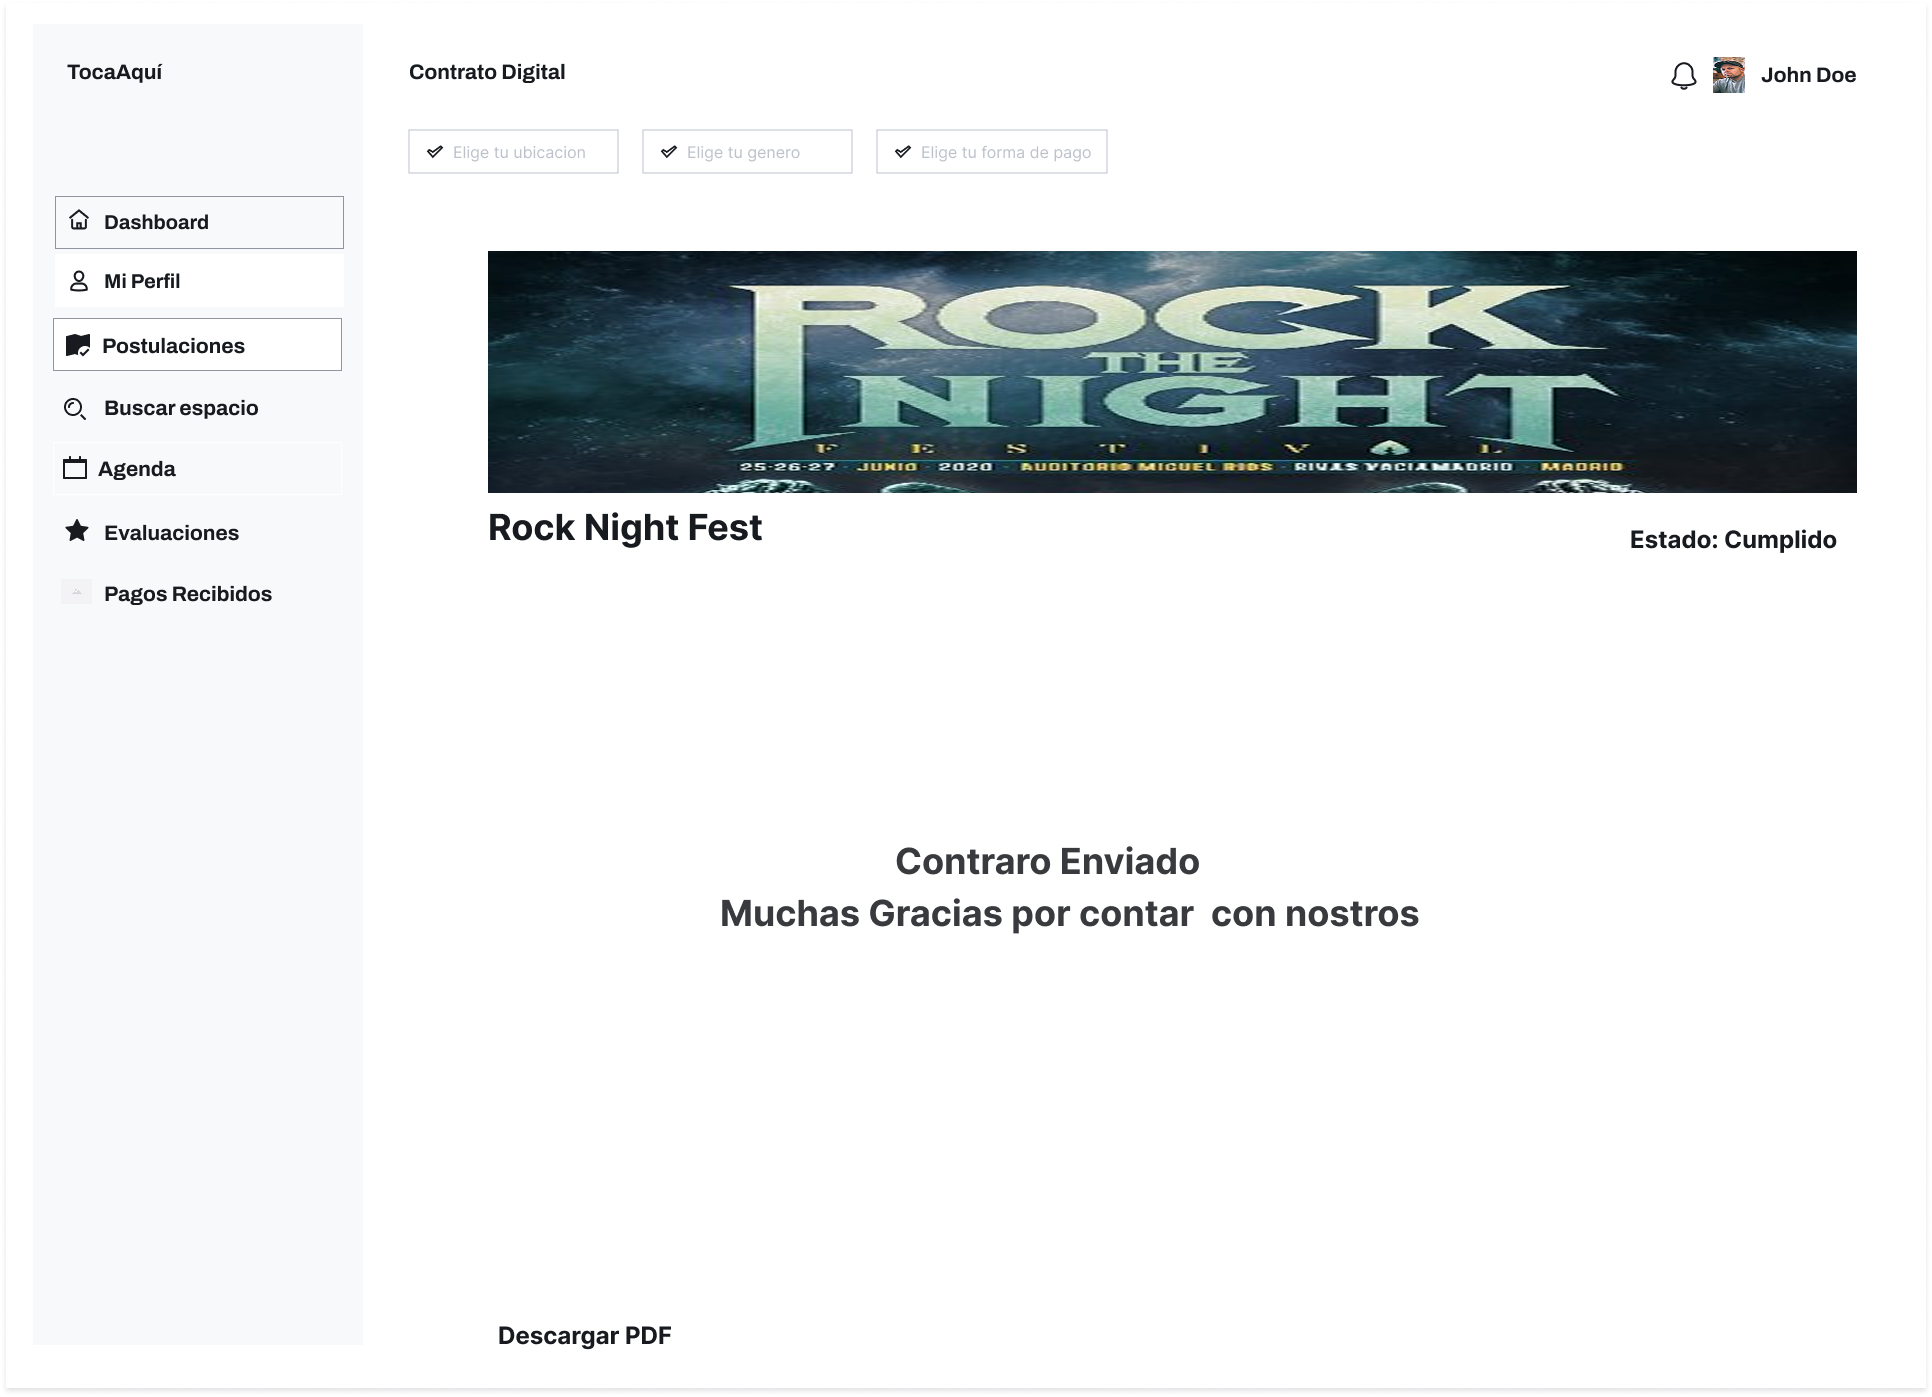 TocaAquí
Contrato Digital
John Doe
Elige tu ubicacion
Elige tu genero
Elige tu forma de pago
Dashboard
Mi Perfil
Postulaciones
Buscar espacio
Agenda
Evaluaciones
Pagos Recibidos
ROCK
THE
NIGHT
FESTIVAL
25-26-27 · JUNIO · 2020 · AUDITORIO MIGUEL RIOS · RIVAS VACIAMADRID · MADRID
Rock Night Fest
Estado: Cumplido
Contraro Enviado
Muchas Gracias por contar  con nostros
Descargar PDF